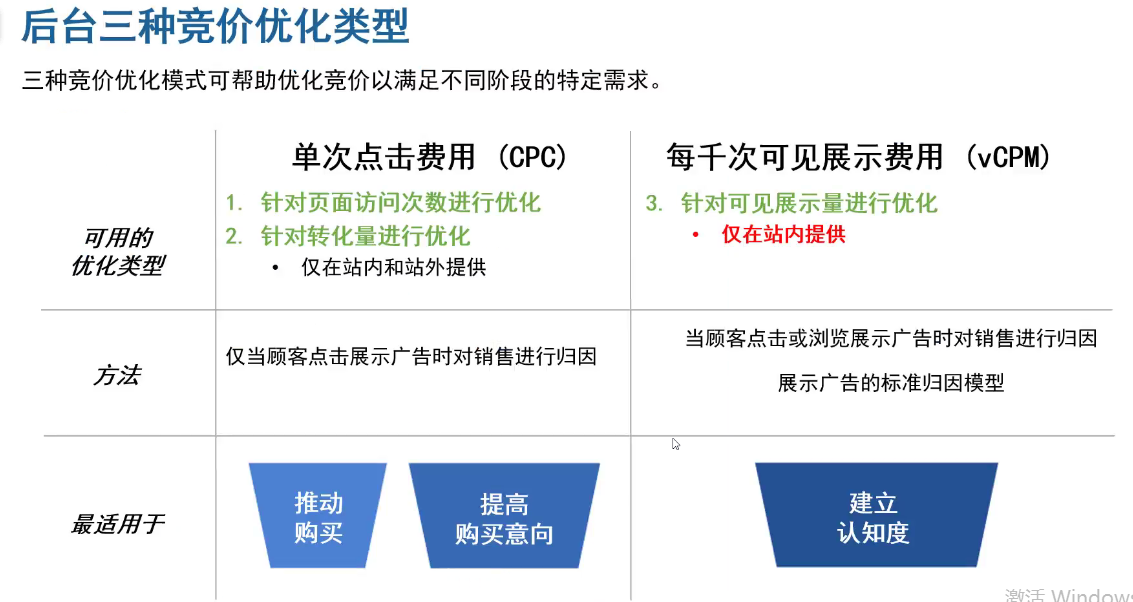 后台三种竞价优化类型
三种竞价优化模式可帮助优化竞价以满足不同阶段的特定需求。
单次点击费用 (CPC)
每千次可见展示费用 (vCPM)
可用的
优化类型
1. 针对页面访问次数进行优化
2. 针对转化量进行优化
• 仅在站内和站外提供
3. 针对可见展示量进行优化
• 仅在站内提供
方法
仅当顾客点击展示广告时对销售进行归因
当顾客点击或浏览展示广告时对销售进行归因
展示广告的标准归因模型
最适用于
推动
购买
提高
购买意向
建立
认知度
激活 Windows